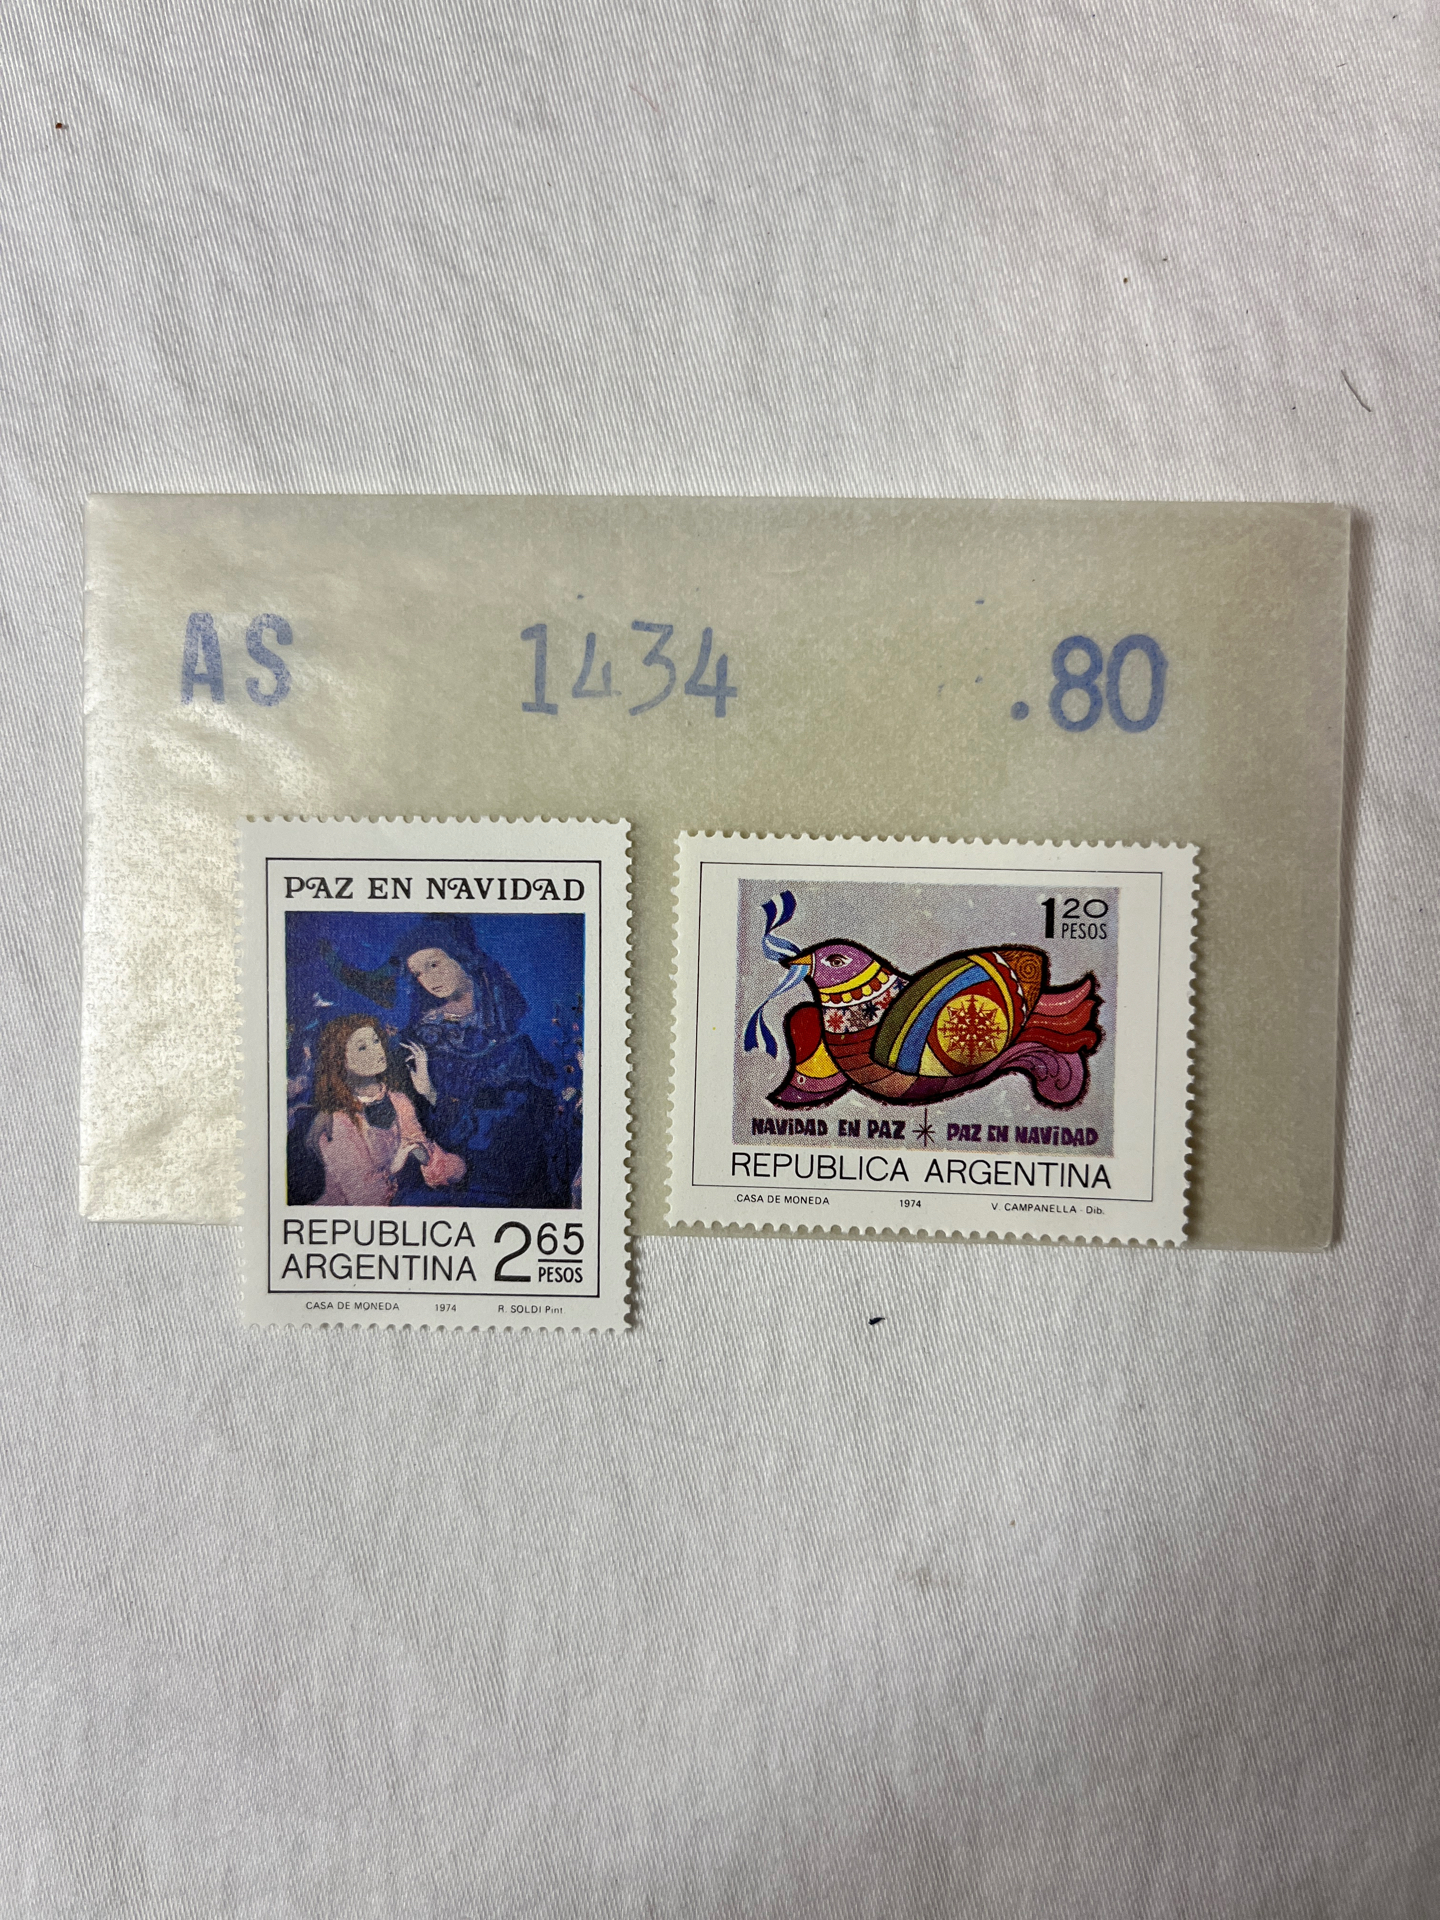 AS 1434 .80
PAZ EN NAVIDAD
REPUBLICA
ARGENTINA
2 65
PESOS
CASA DE MONEDA 1974 R. SOLDI Pint
1 20
PESOS
NAVIDAD EN PAZ PAZ EN NAVIDAD
REPUBLICA ARGENTINA
CASA DE MONEDA 1974 V. CAMPANELLA - Dib.